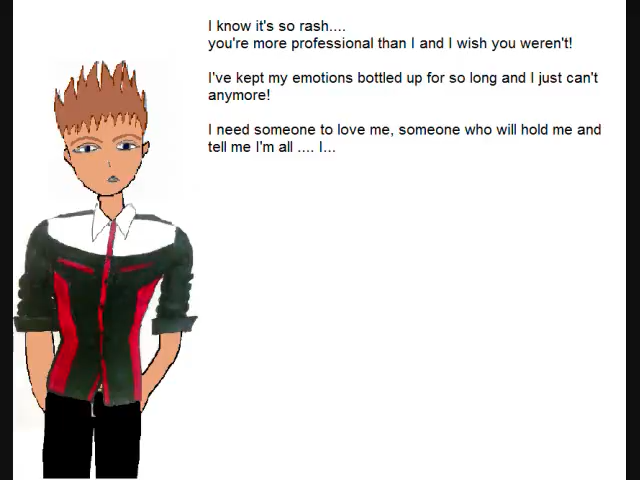 I know it's so rash....
you're more professional than I and I wish you weren't!
I've kept my emotions bottled up for so long and I just can't
anymore!
I need someone to love me, someone who will hold me and
tell me I'm all .... I...